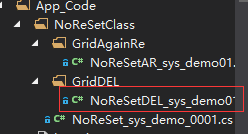 App_Code
NoReSetClass
GridAgainRe
C# NoReSetAR_sys_demo01.
GridDEL
C# NoReSetDEL_sys_demo0
C# NoReSet_sys_demo_0001.cs